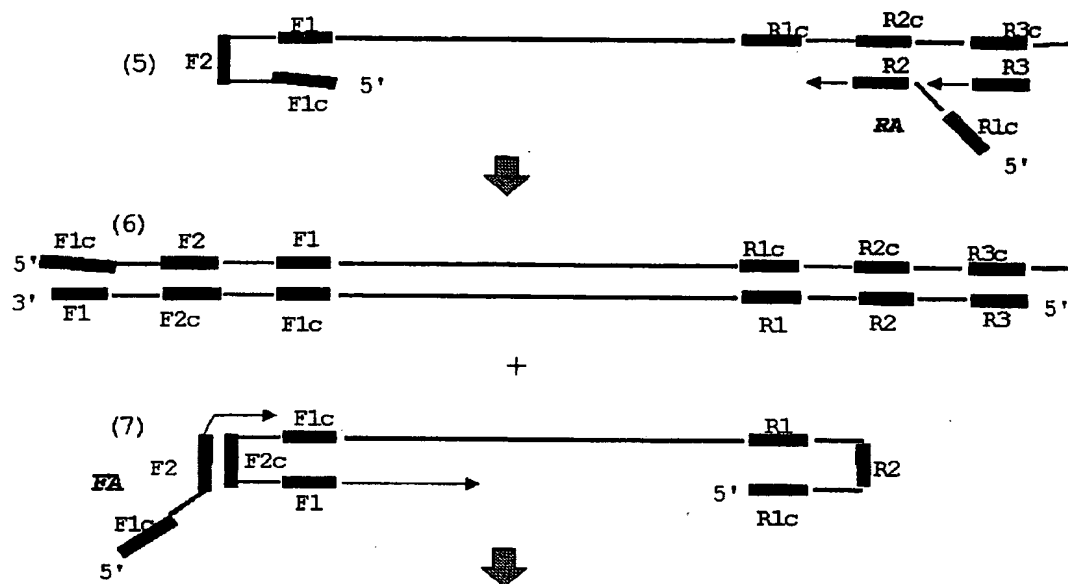 F1 R1c R2c R3c
(5) F2 R2 R3
F1c 5' RA R1c
5'
(6) F1c F2 F1 R1c R2c R3c
5'
3' F1 F2c F1c R1 R2 R3 5'
+
(7) F1c R1
FA F2 F2c R2
F1c F1 5' R1c
5'